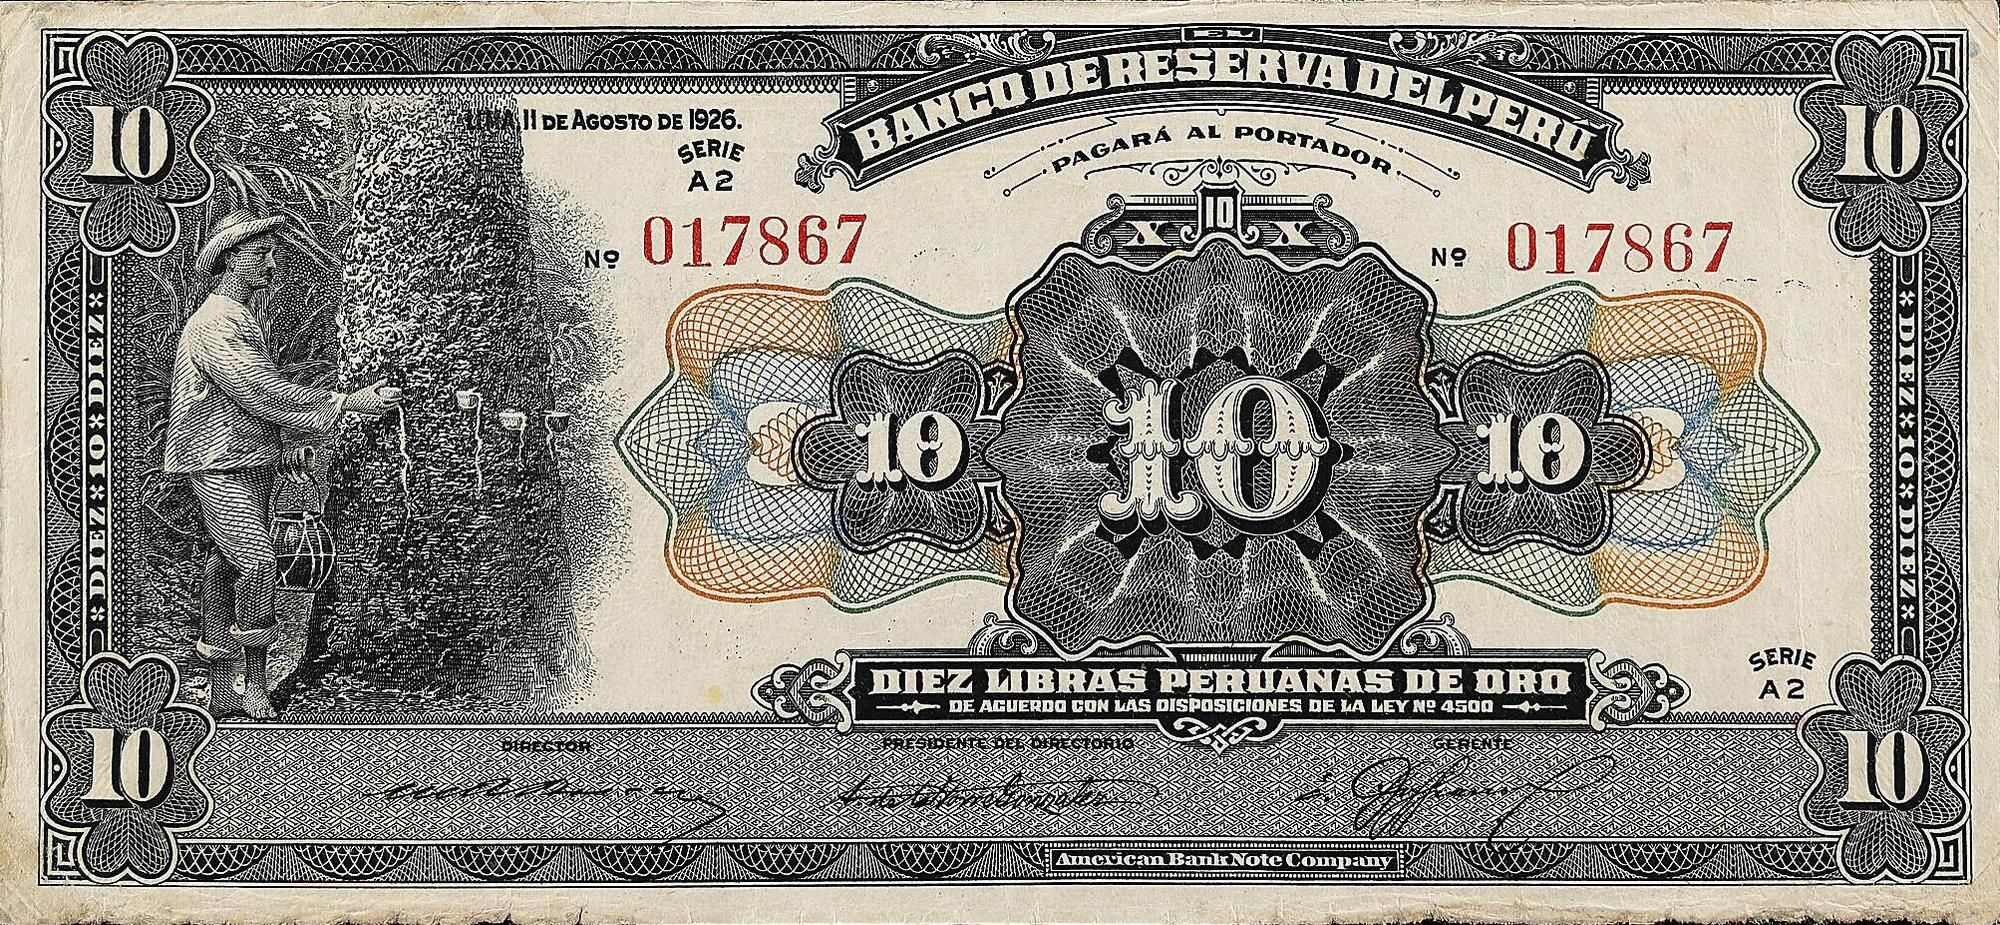 10
10
EL
BANCO DE RESERVA DEL PERÚ
PAGARÁ AL PORTADOR
LIMA, 11 DE AGOSTO DE 1926.
SERIE
A2
Nº 017867
Nº 017867
X 10 X
DIEZ 10 DIEZ
10 10 10
DIEZ 10 DIEZ
SERIE
A2
DIEZ LIBRAS PERUANAS DE ORO
DE ACUERDO CON LAS DISPOSICIONES DE LA LEY Nº 4500
DIRECTOR
PRESIDENTE DEL DIRECTORIO
GERENTE
10
10
American Bank Note Company